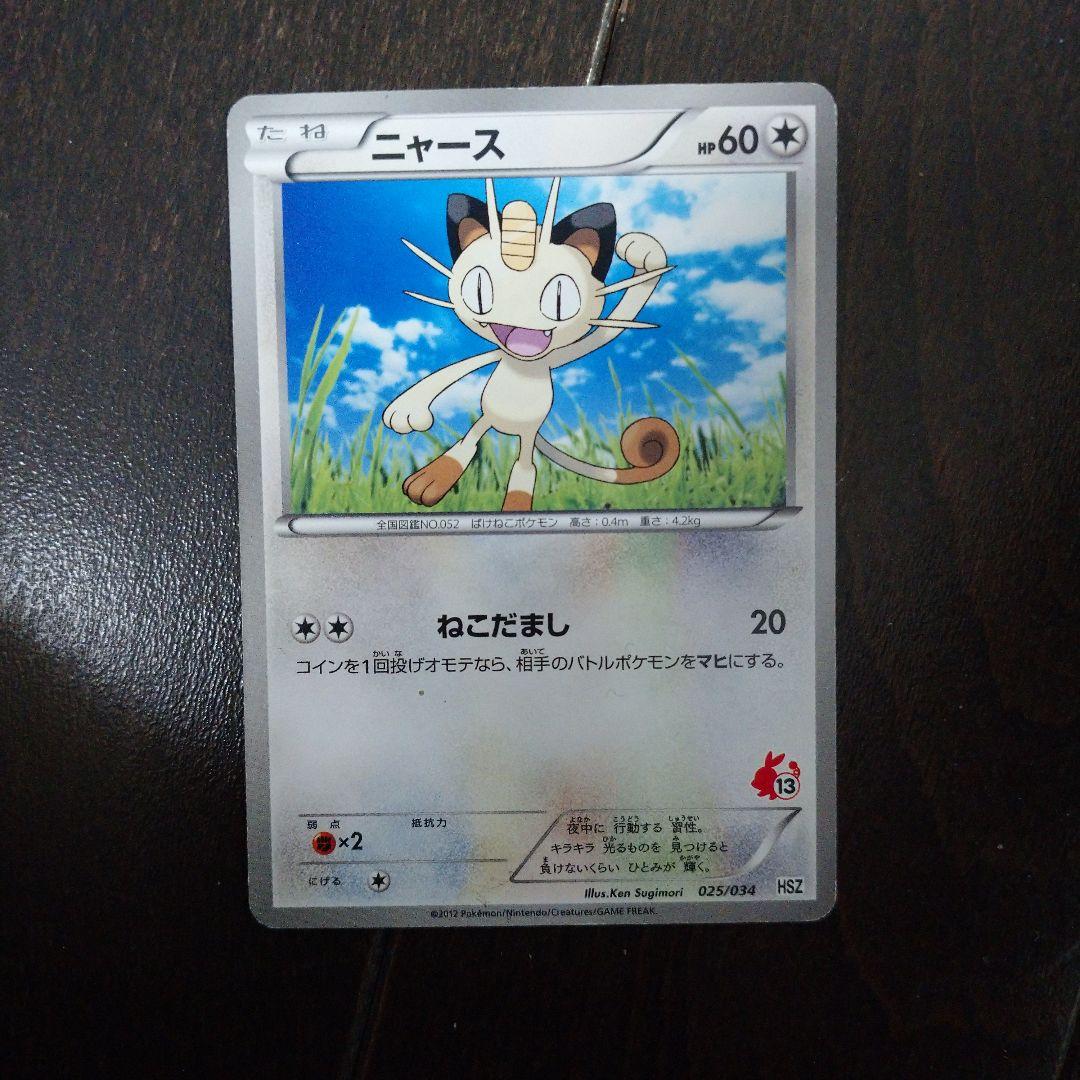 たね ニャース HP60
全国図鑑NO.052 ばけねこポケモン 高さ:0.4m 重さ:4.2kg
ねこだまし 20
コインを1回投げオモテなら、相手のバトルポケモンをマヒにする。
13
弱点 抵抗力
×2
にげる
夜中に 行動する 習性。
キラキラ 光るものを 見つけると
負けないくらい ひとみが 輝く。
Illus.Ken Sugimori 025/034 HSZ
©2012 Pokémon/Nintendo/Creatures/GAME FREAK.